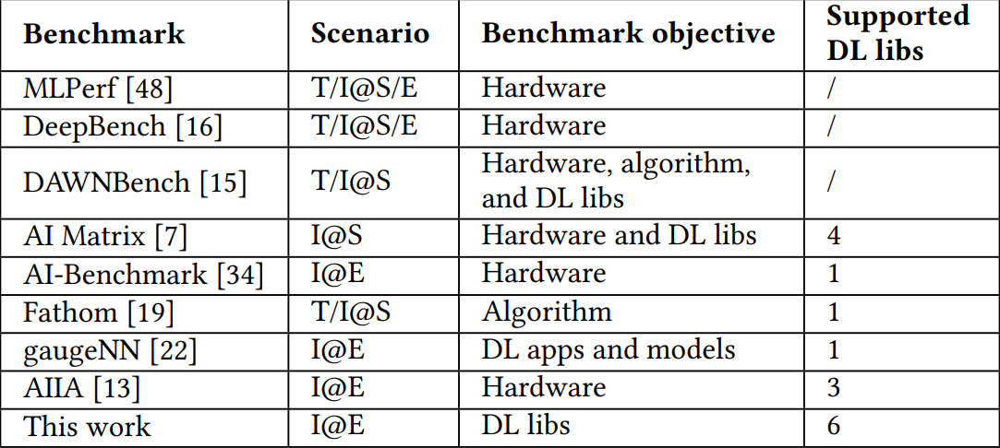 Benchmark Scenario Benchmark objective Supported DL libs
MLPerf [48] T/I@S/E Hardware /
DeepBench [16] T/I@S/E Hardware /
DAWNBench [15] T/I@S Hardware, algorithm, and DL libs /
AI Matrix [7] I@S Hardware and DL libs 4
AI-Benchmark [34] I@E Hardware 1
Fathom [19] T/I@S Algorithm 1
gaugeNN [22] I@E DL apps and models 1
AIIA [13] I@E Hardware 3
This work I@E DL libs 6